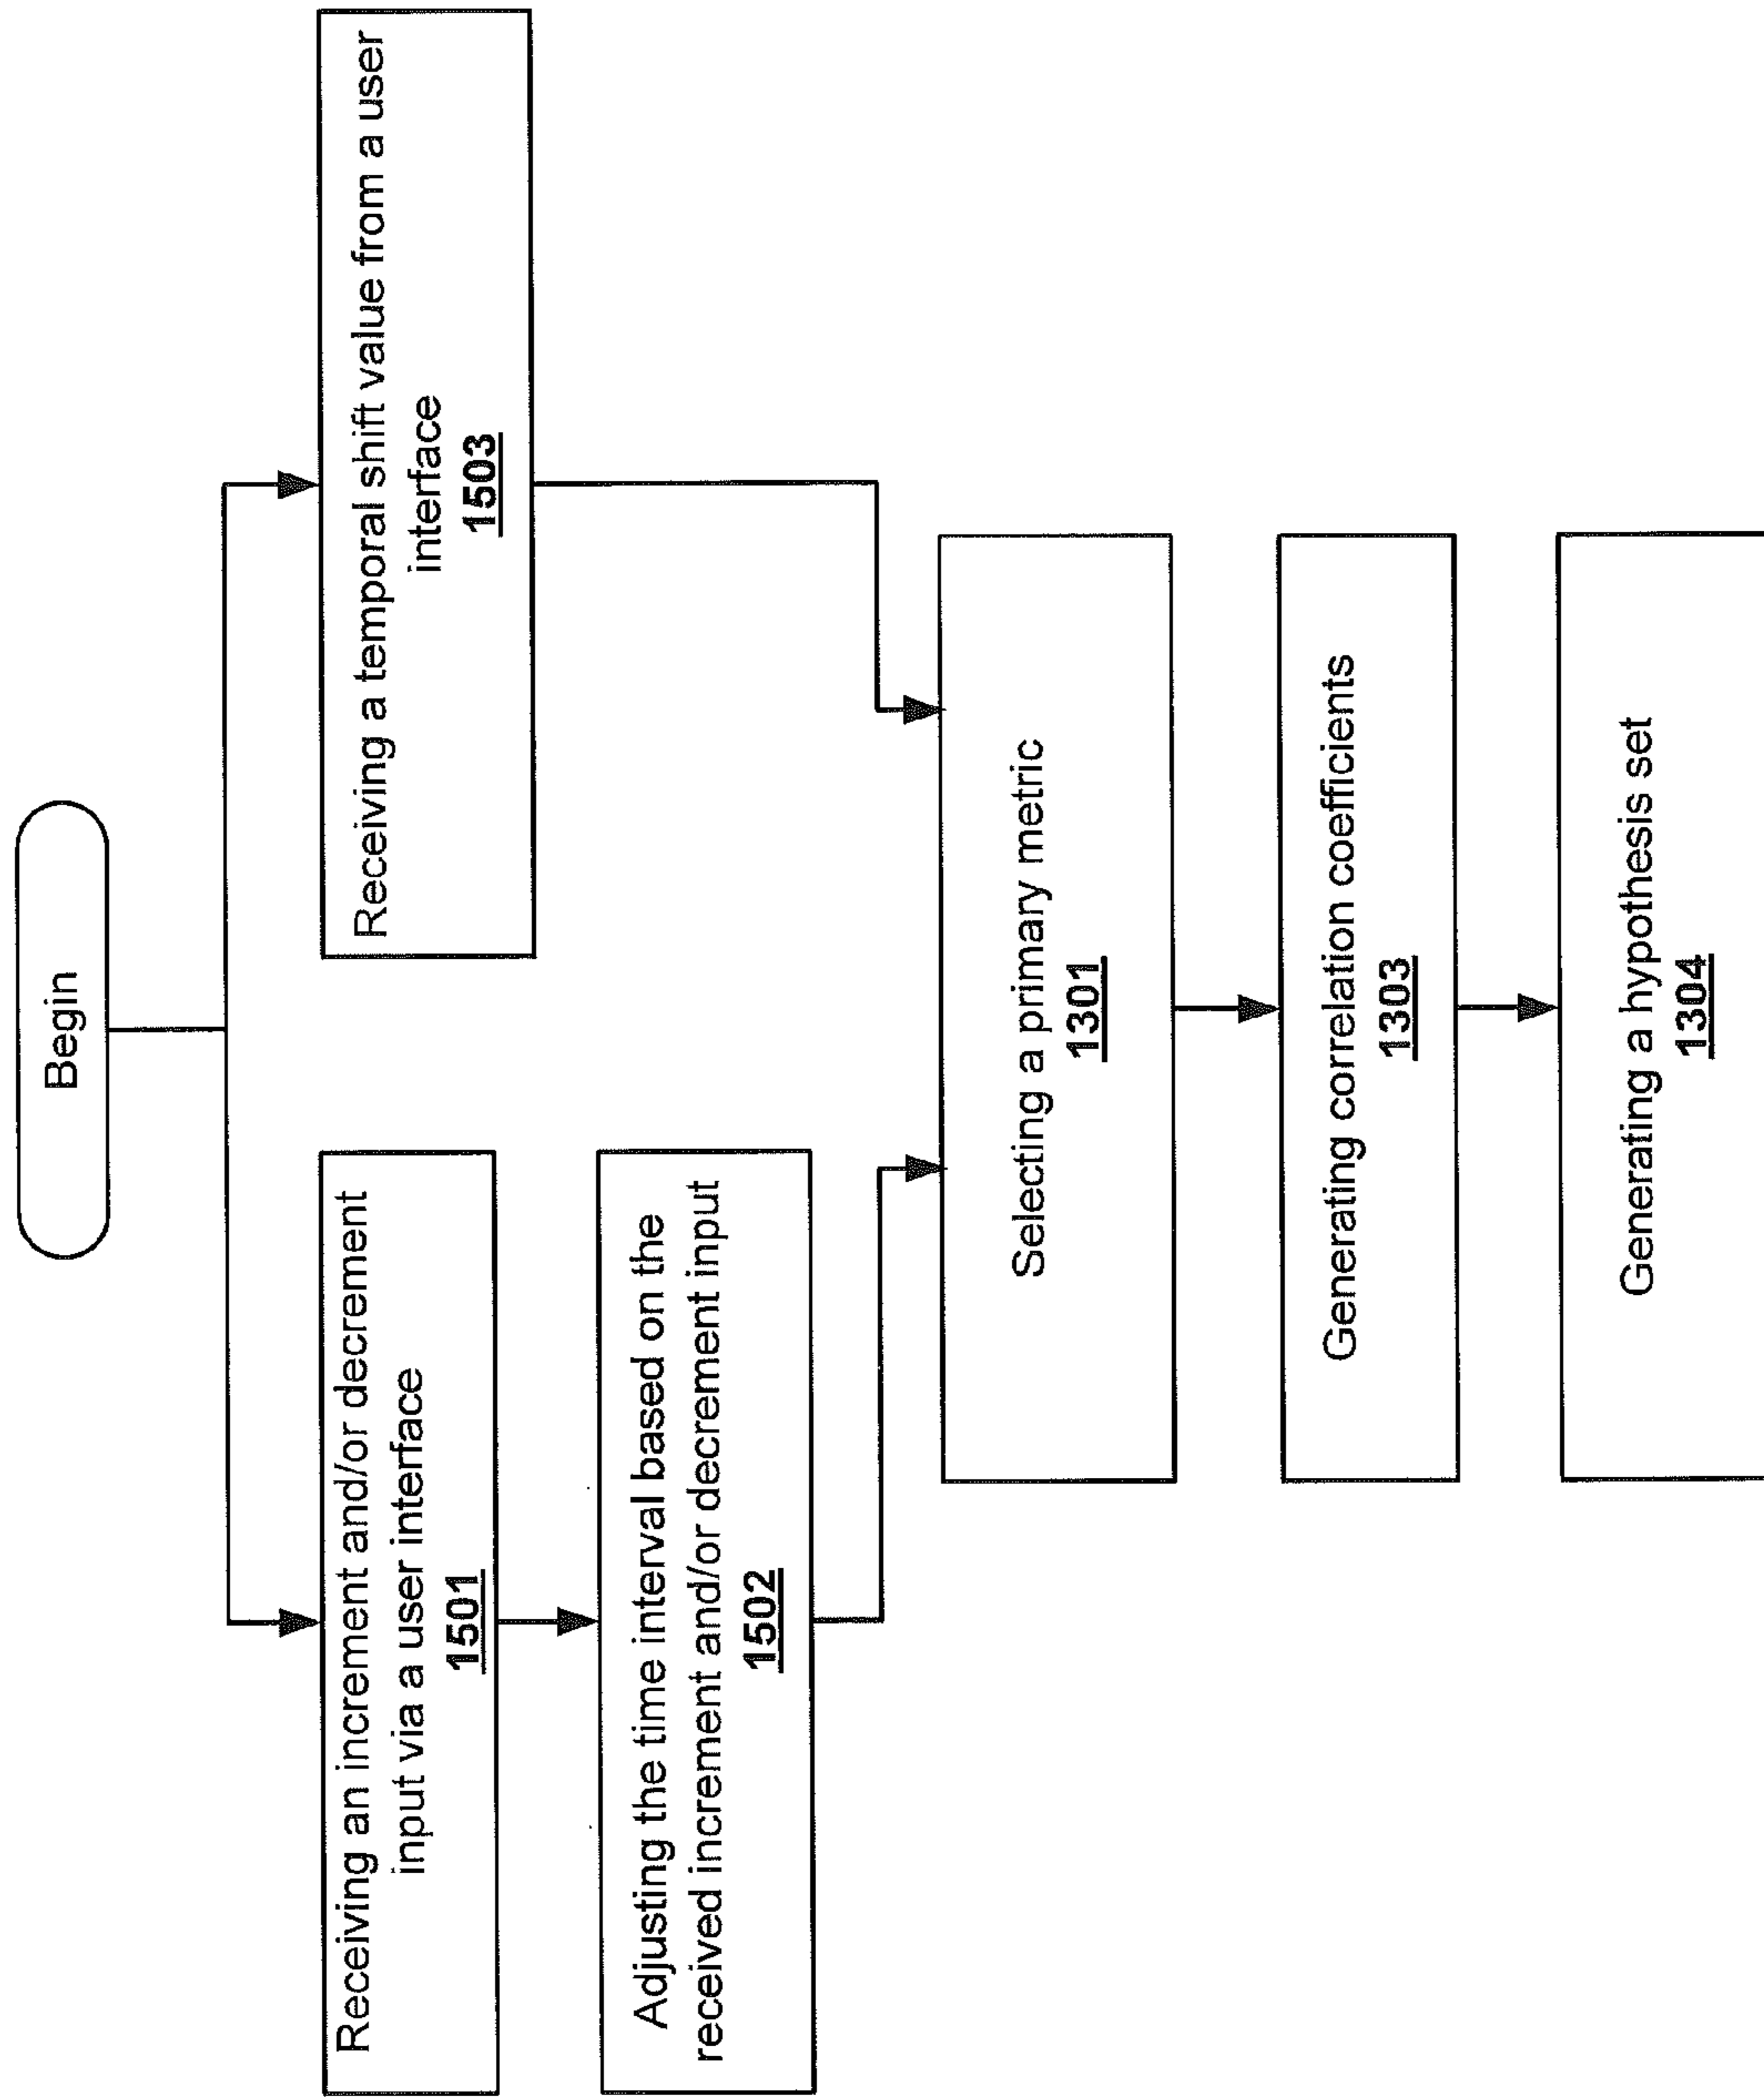 Begin
Receiving an increment and/or decrement
input via a user interface
1501
Adjusting the time interval based on the
received increment and/or decrement input
1502
Receiving a temporal shift value from a user
interface
1503
Selecting a primary metric
1301
Generating correlation coefficients
1303
Generating a hypothesis set
1304